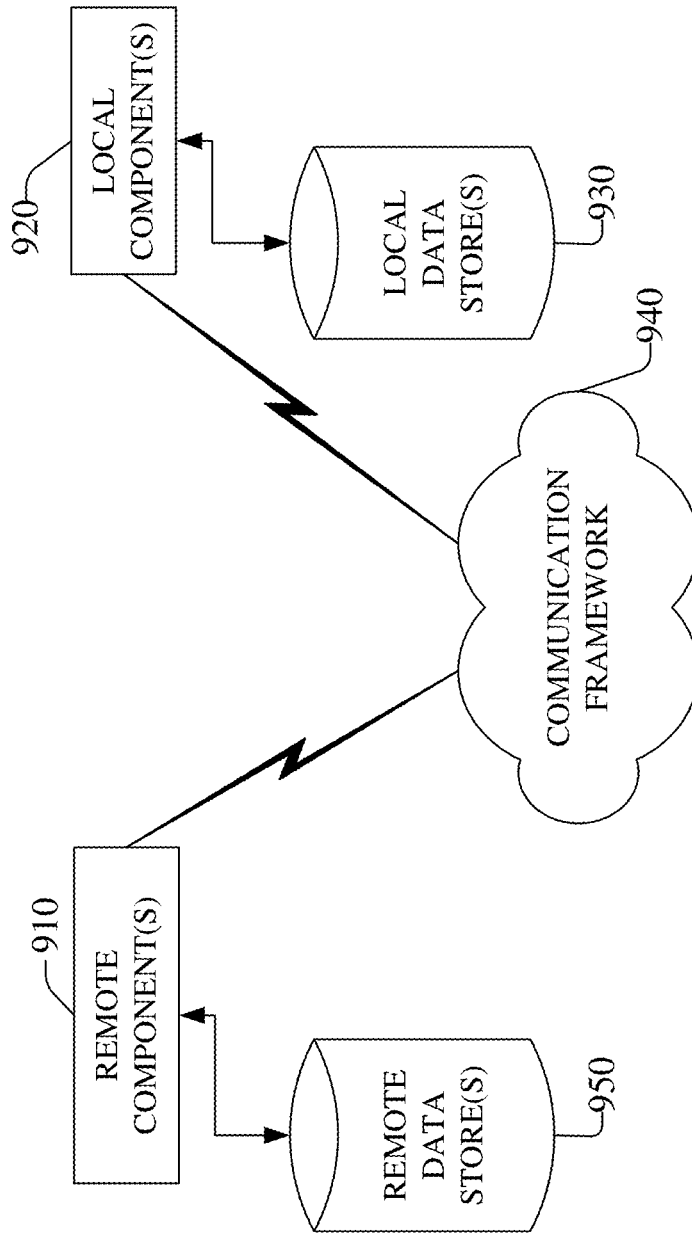 910
REMOTE
COMPONENT(S)
920
LOCAL
COMPONENT(S)
REMOTE
DATA
STORE(S)
950
LOCAL
DATA
STORE(S)
930
COMMUNICATION
FRAMEWORK
940